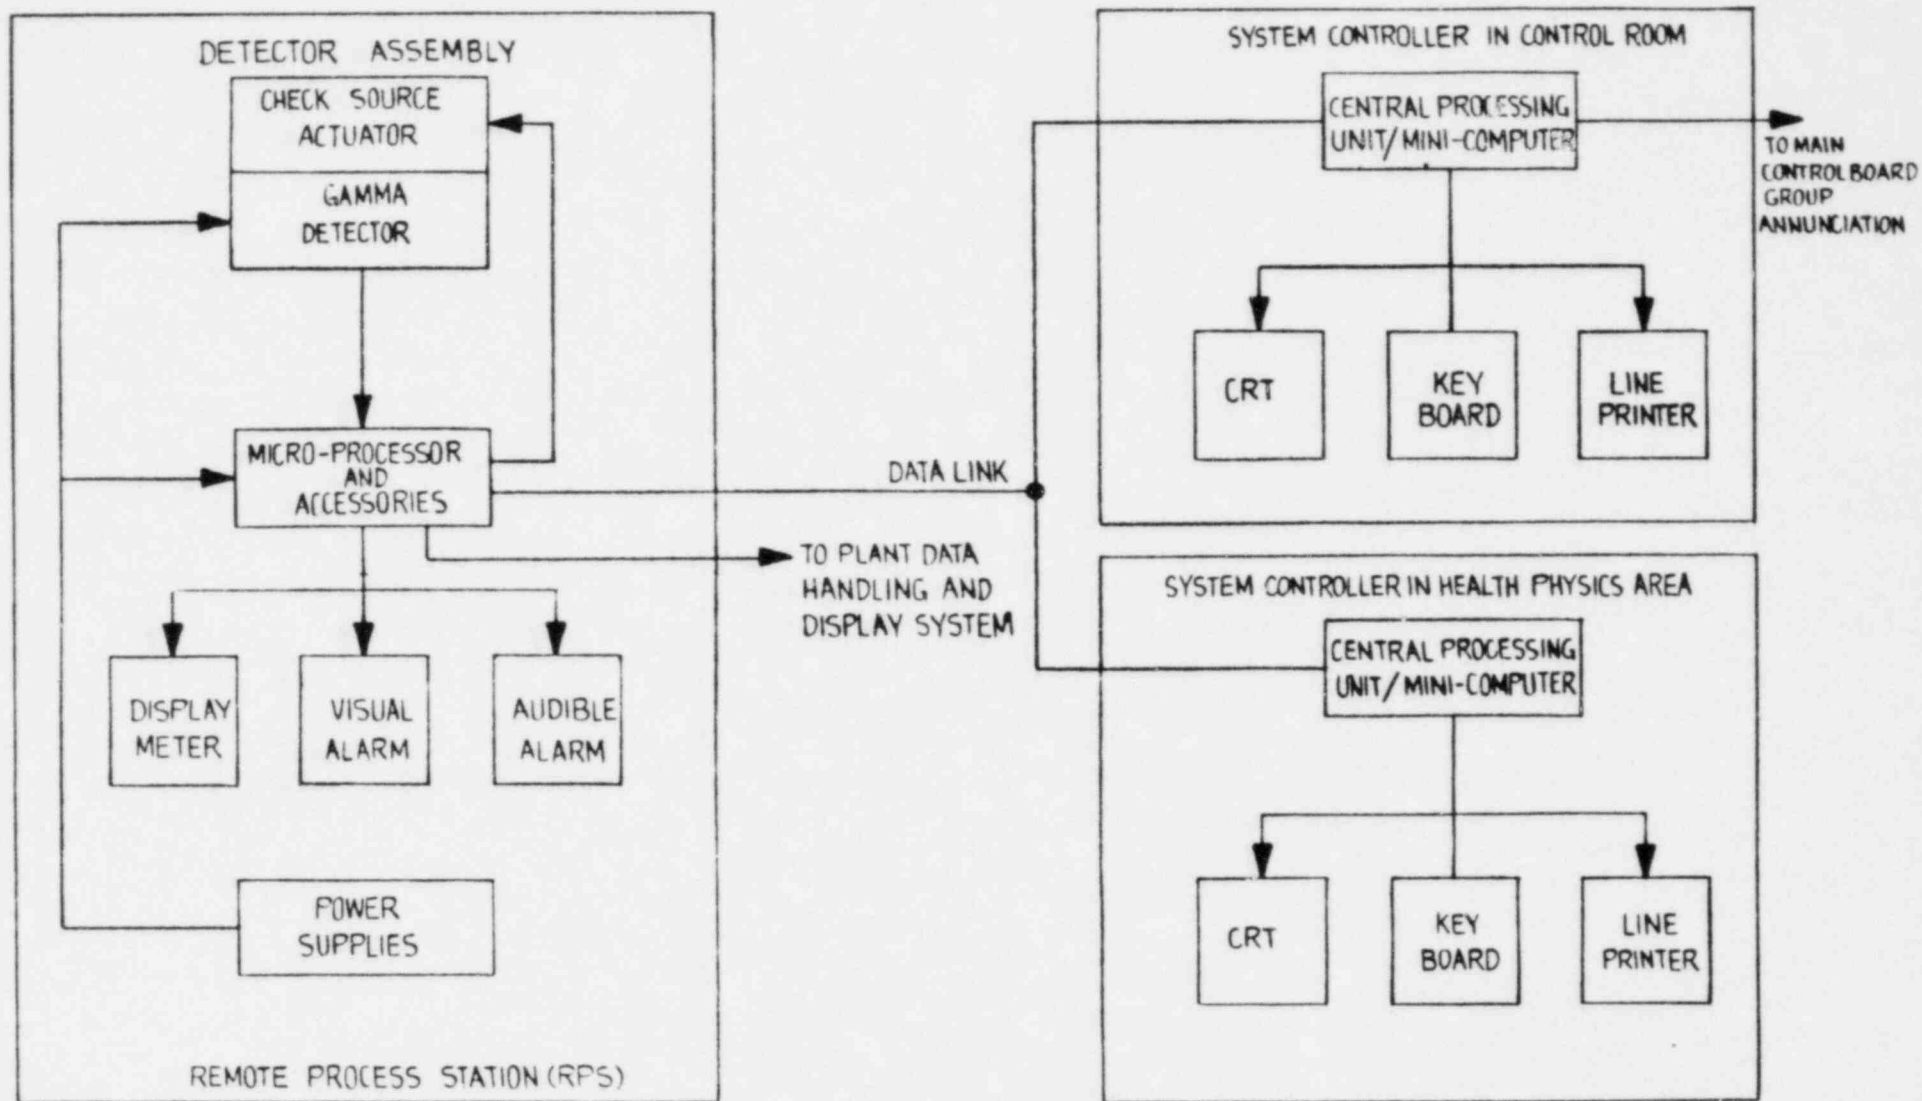 DETECTOR ASSEMBLY
CHECK SOURCE
ACTUATOR
GAMMA
DETECTOR
MICRO-PROCESSOR
AND
ACCESSORIES
DISPLAY
METER
VISUAL
ALARM
AUDIBLE
ALARM
POWER
SUPPLIES
REMOTE PROCESS STATION (RPS)
DATA LINK
TO PLANT DATA
HANDLING AND
DISPLAY SYSTEM
SYSTEM CONTROLLER IN CONTROL ROOM
CENTRAL PROCESSING
UNIT/MINI-COMPUTER
TO MAIN
CONTROL BOARD
GROUP
ANNUNCIATION
CRT
KEY
BOARD
LINE
PRINTER
SYSTEM CONTROLLER IN HEALTH PHYSICS AREA
CENTRAL PROCESSING
UNIT/MINI-COMPUTER
CRT
KEY
BOARD
LINE
PRINTER